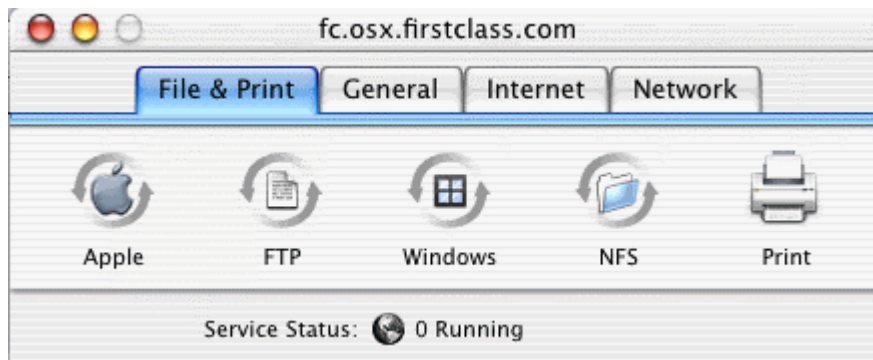 fc.osx.firstclass.com
File & Print General Internet Network
Apple FTP Windows NFS Print
Service Status: 0 Running